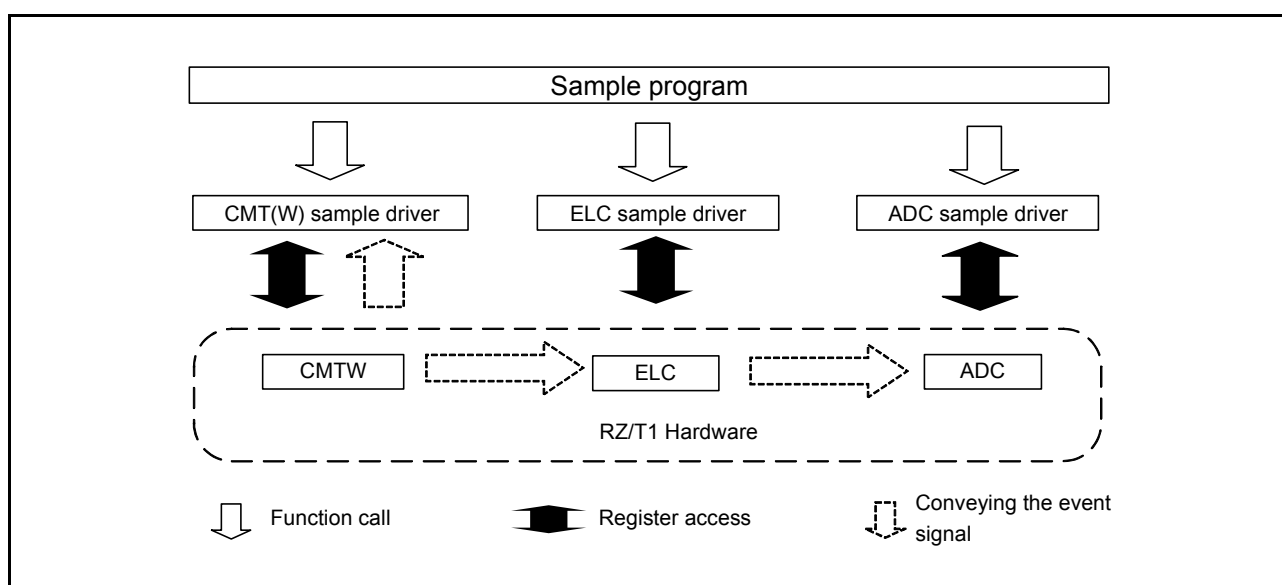 Sample program
CMT(W) sample driver
ELC sample driver
ADC sample driver
CMTW
ELC
ADC
RZ/T1 Hardware
Function call
Register access
Conveying the event
signal